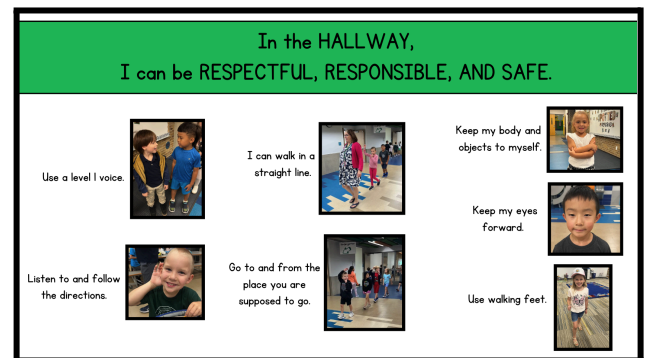 In the HALLWAY,
I can be RESPECTFUL, RESPONSIBLE, AND SAFE.
Use a level 1 voice.
I can walk in a
straight line.
Keep my body and
objects to myself.
Keep my eyes
forward.
Listen to and follow
the directions.
Go to and from the
place you are
supposed to go.
Use walking feet.